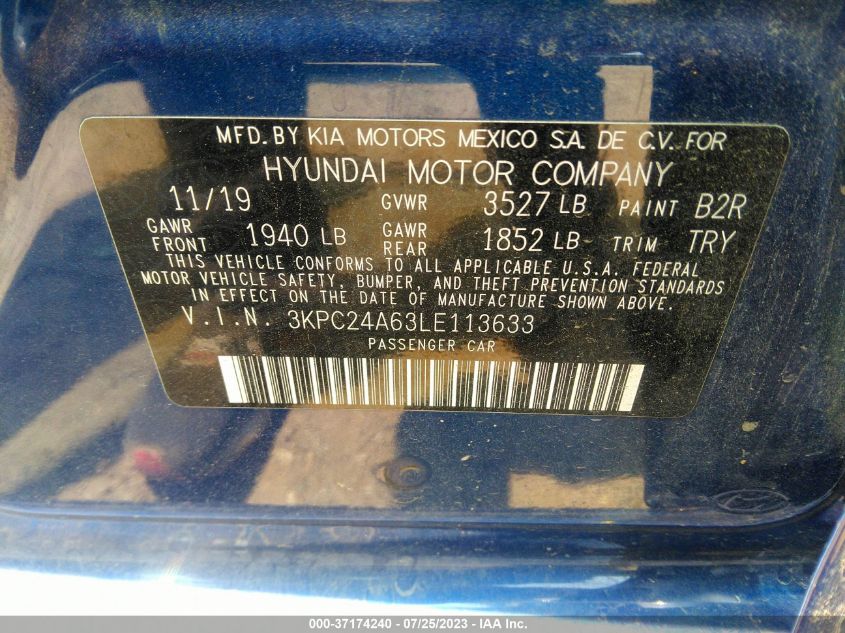 MFD. BY KIA MOTORS MEXICO S.A. DE C.V. FOR
HYUNDAI MOTOR COMPANY
11/19 GVWR 3527 LB PAINT B2R
GAWR FRONT 1940 LB GAWR REAR 1852 LB TRIM TRY
THIS VEHICLE CONFORMS TO ALL APPLICABLE U.S.A. FEDERAL
MOTOR VEHICLE SAFETY, BUMPER, AND THEFT PREVENTION STANDARDS
IN EFFECT ON THE DATE OF MANUFACTURE SHOWN ABOVE.
V.I.N. 3KPC24A63LE113633
PASSENGER CAR
000-37174240 - 07/25/2023 - IAA Inc.